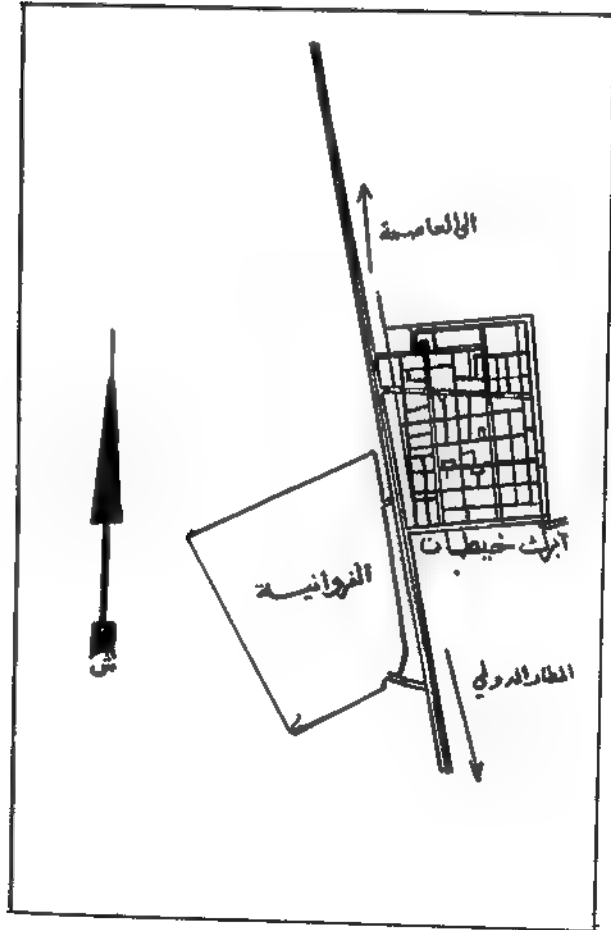 الى العاصمة
ابرق خيطان
الفروانية
المطار الدولي
ش